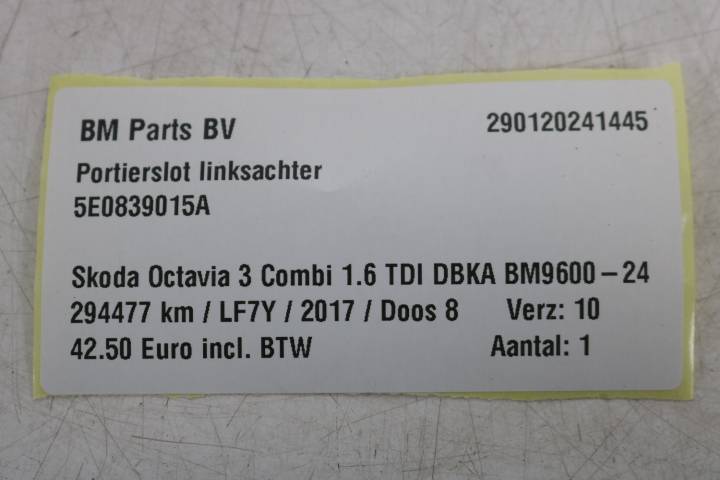 BM Parts BV 290120241445
Portierslot linksachter
5E0839015A
Skoda Octavia 3 Combi 1.6 TDI DBKA BM9600-24
294477 km / LF7Y / 2017 / Doos 8 Verz: 10
42.50 Euro incl. BTW Aantal: 1